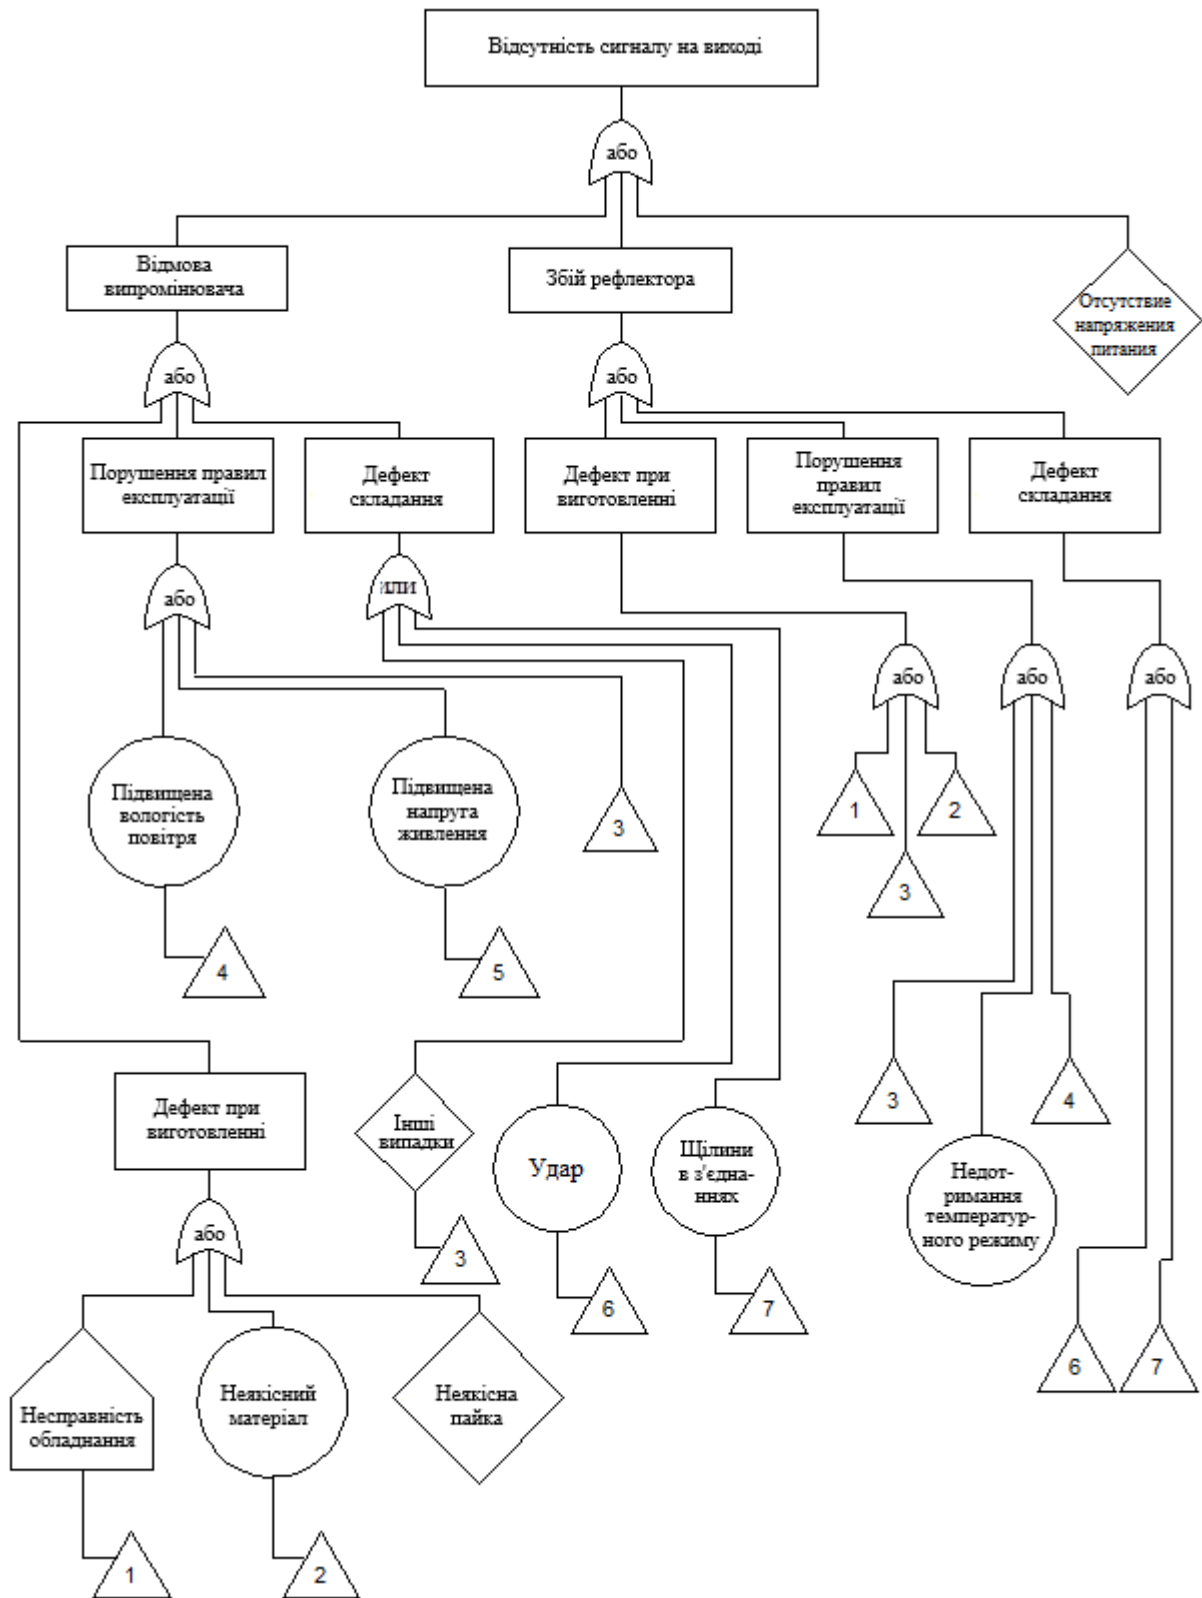 Відсутність сигналу на виході
або
Відмова
випромінювача
Збій рефлектора
Отсутствие
напряжения
питания
або
або
Порушення правил
експлуатації
Дефект
складання
Дефект при
виготовленні
Порушення
правил
експлуатації
Дефект
складання
або
или
або
або
або
Підвищена
вологість
повітря
Підвищена
напруга
живлення
3
1
2
3
4
5
3
4
Дефект при
виготовленні
Інші
випадки
Удар
Щілини
в з'єдна-
ннях
Недот-
римання
температур-
ного режиму
або
3
6
7
6
7
Несправність
обладнання
Неякісний
матеріал
Неякісна
пайка
1
2